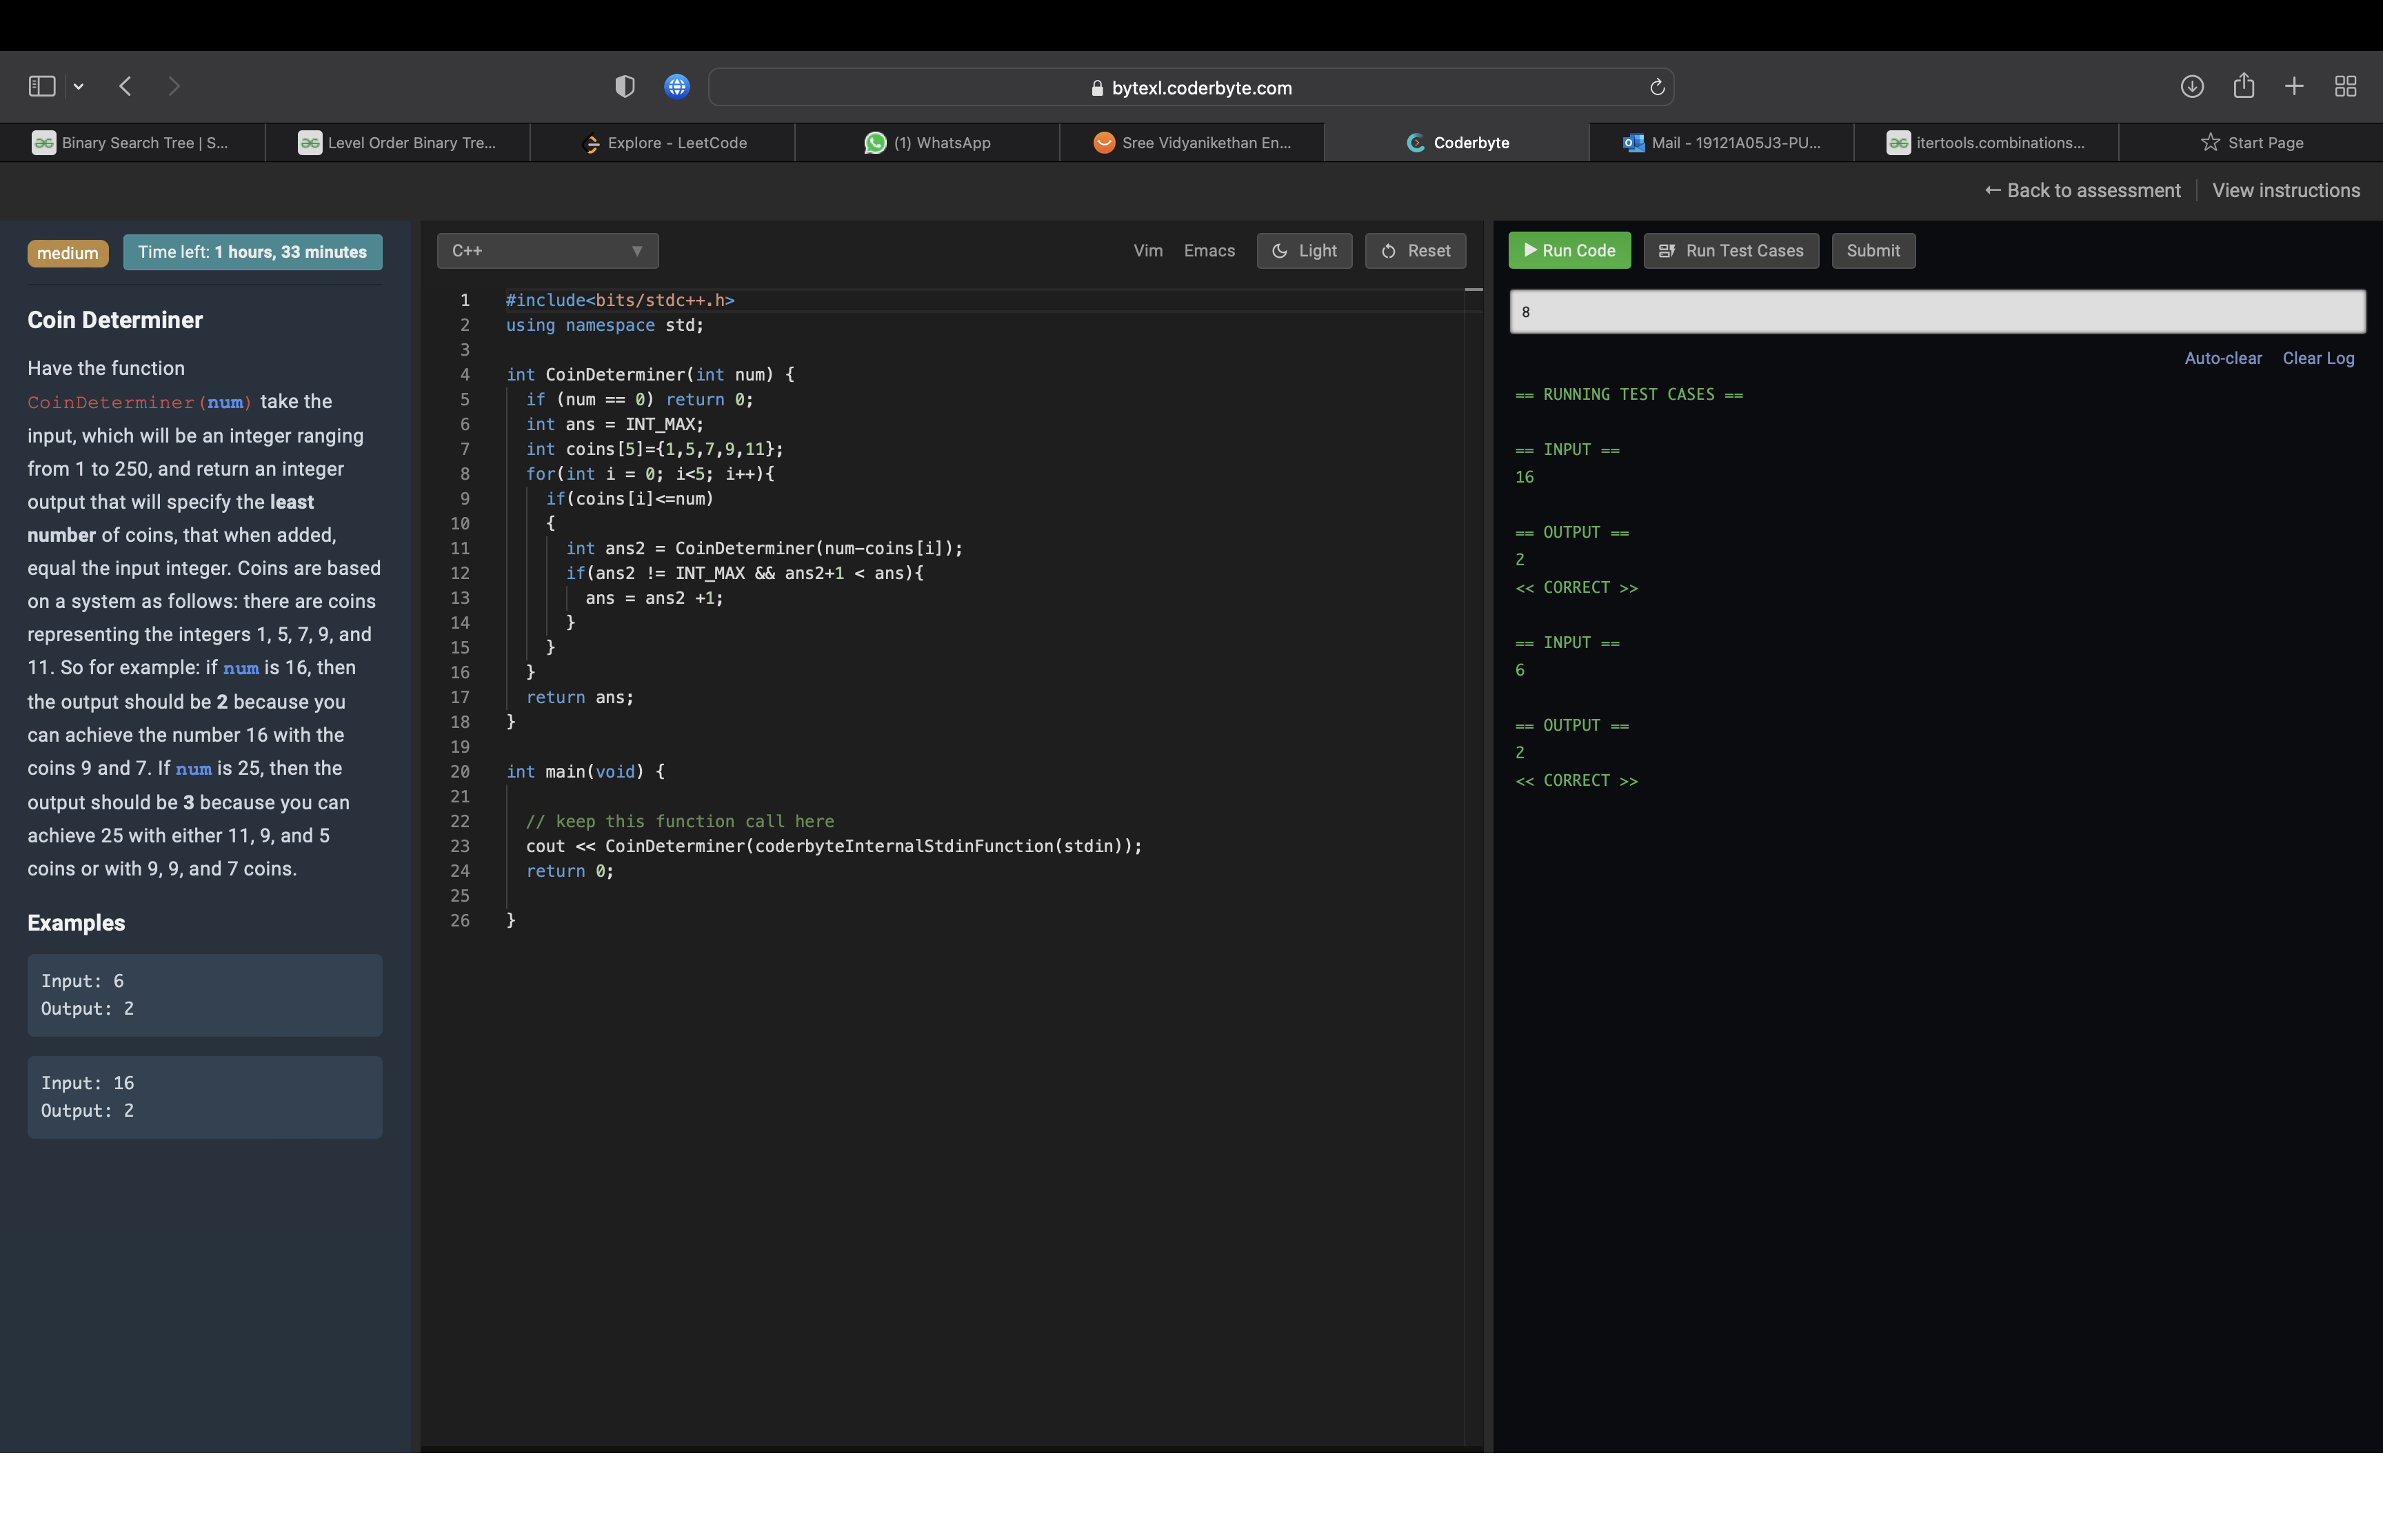 bytexl.coderbyte.com
Binary Search Tree | S...
Level Order Binary Tre...
Explore - LeetCode
(1) WhatsApp
Sree Vidyanikethan En...
Coderbyte
Mail - 19121A05J3-PU...
itertools.combinations...
Start Page
← Back to assessment
View instructions
medium
Time left: 1 hours, 33 minutes
Coin Determiner
Have the function
CoinDeterminer(num) take the
input, which will be an integer ranging
from 1 to 250, and return an integer
output that will specify the least
number of coins, that when added,
equal the input integer. Coins are based
on a system as follows: there are coins
representing the integers 1, 5, 7, 9, and
11. So for example: if num is 16, then
the output should be 2 because you
can achieve the number 16 with the
coins 9 and 7. If num is 25, then the
output should be 3 because you can
achieve 25 with either 11, 9, and 5
coins or with 9, 9, and 7 coins.
Examples
Input: 6
Output: 2
Input: 16
Output: 2
C++
Vim
Emacs
Light
Reset
1 #include<bits/stdc++.h>
2 using namespace std;
3
4 int CoinDeterminer(int num) {
5 if (num == 0) return 0;
6 int ans = INT_MAX;
7 int coins[5]={1,5,7,9,11};
8 for(int i = 0; i<5; i++){
9 if(coins[i]<=num)
10 {
11 int ans2 = CoinDeterminer(num-coins[i]);
12 if(ans2 != INT_MAX && ans2+1 < ans){
13 ans = ans2 +1;
14 }
15 }
16 }
17 return ans;
18 }
19
20 int main(void) {
21
22 // keep this function call here
23 cout << CoinDeterminer(coderbyteInternalStdinFunction(stdin));
24 return 0;
25
26 }
Run Code
Run Test Cases
Submit
8
Auto-clear
Clear Log
== RUNNING TEST CASES ==
== INPUT ==
16
== OUTPUT ==
2
<< CORRECT >>
== INPUT ==
6
== OUTPUT ==
2
<< CORRECT >>